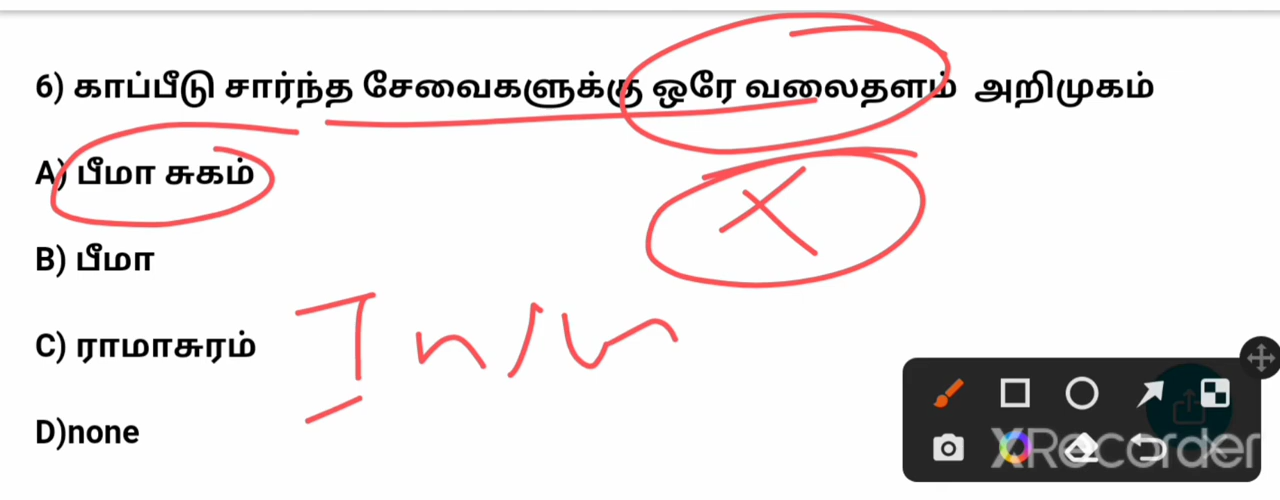 6) காப்பீடு சார்ந்த சேவைகளுக்கு ஒரே வலைதளம் அறிமுகம்
A) பீமா சுகம்
B) பீமா
C) ராமாசுரம்
D)none
XRecorder